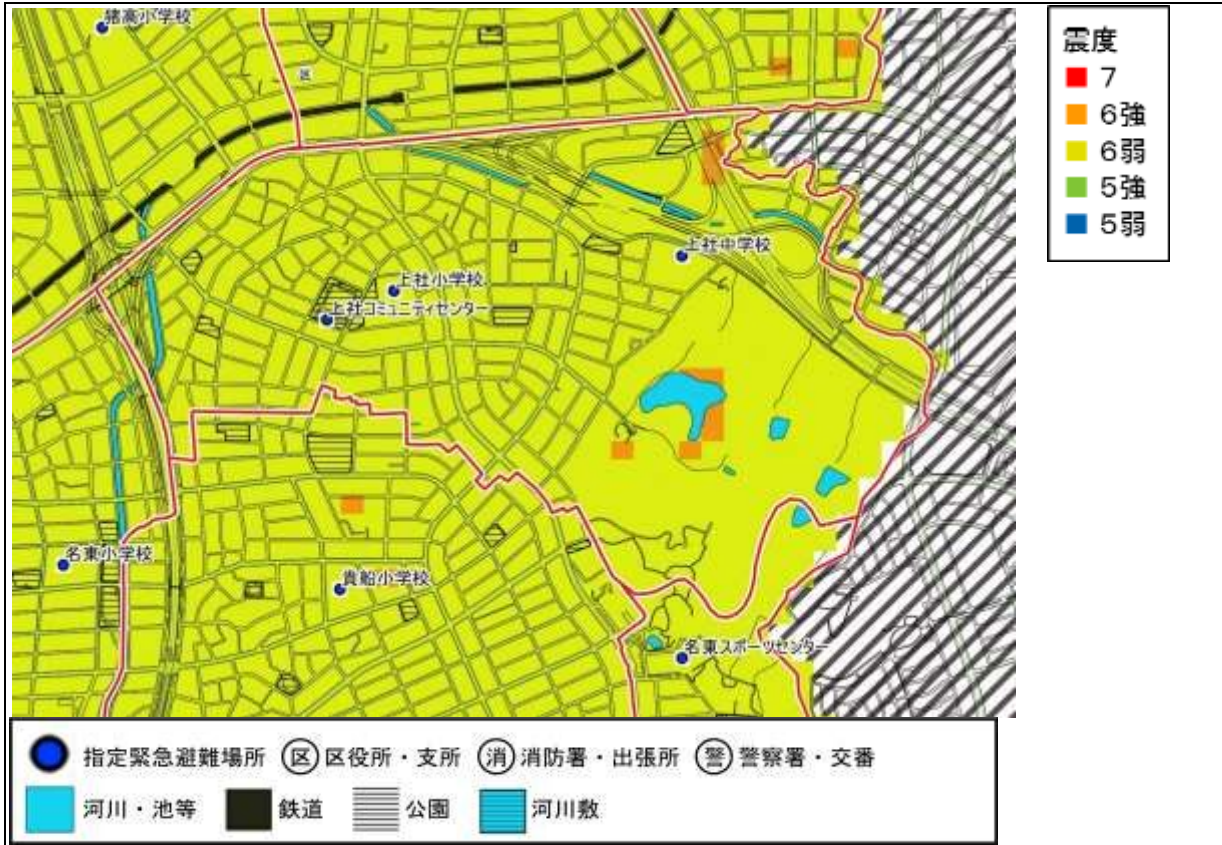 猪高小学校
区
上社中学校
上社小学校
上社コミュニティセンター
名東小学校
貴船小学校
名東スポーツセンター
震度
7
6強
6弱
5強
5弱
指定緊急避難場所 区 区役所・支所 消 消防署・出張所 警 警察署・交番
河川・池等 鉄道 公園 河川敷